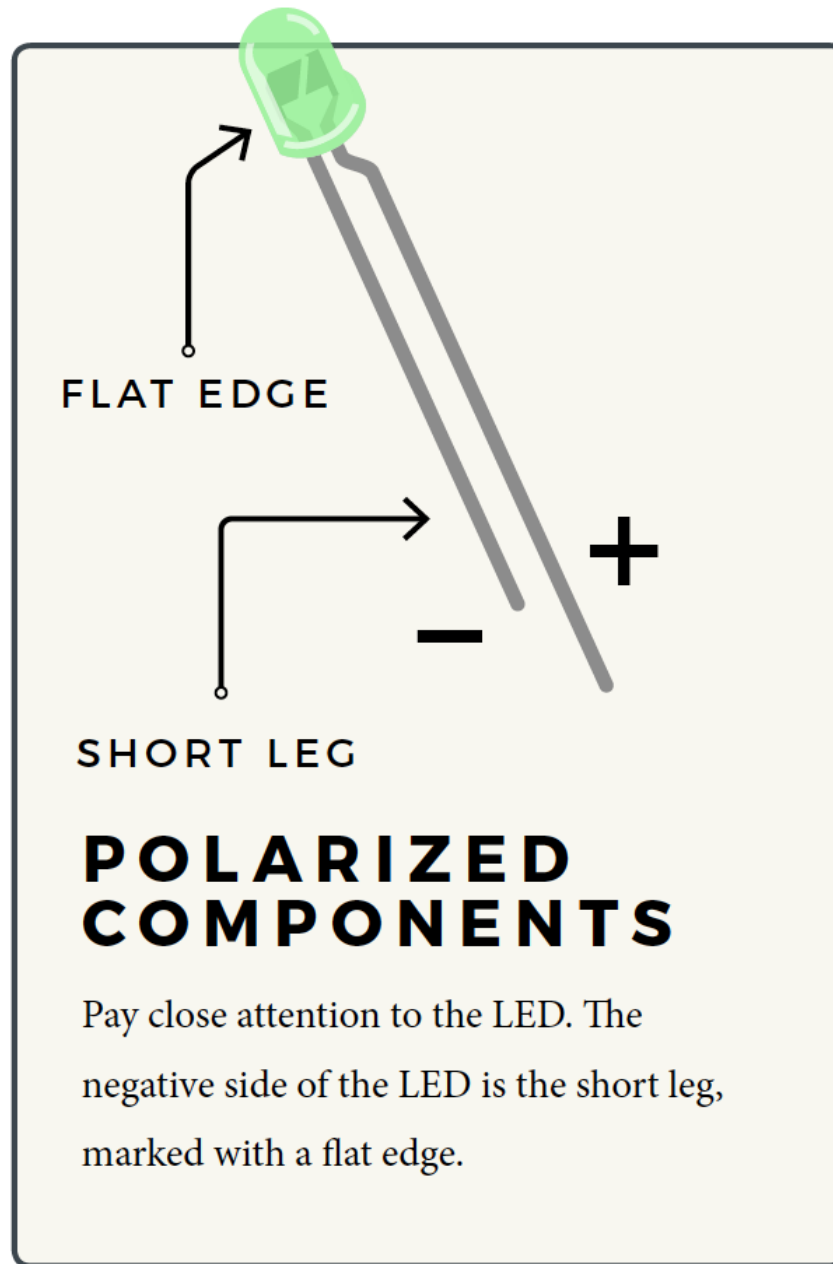 FLAT EDGE
+
–
SHORT LEG
POLARIZED
COMPONENTS
Pay close attention to the LED. The
negative side of the LED is the short leg,
marked with a flat edge.